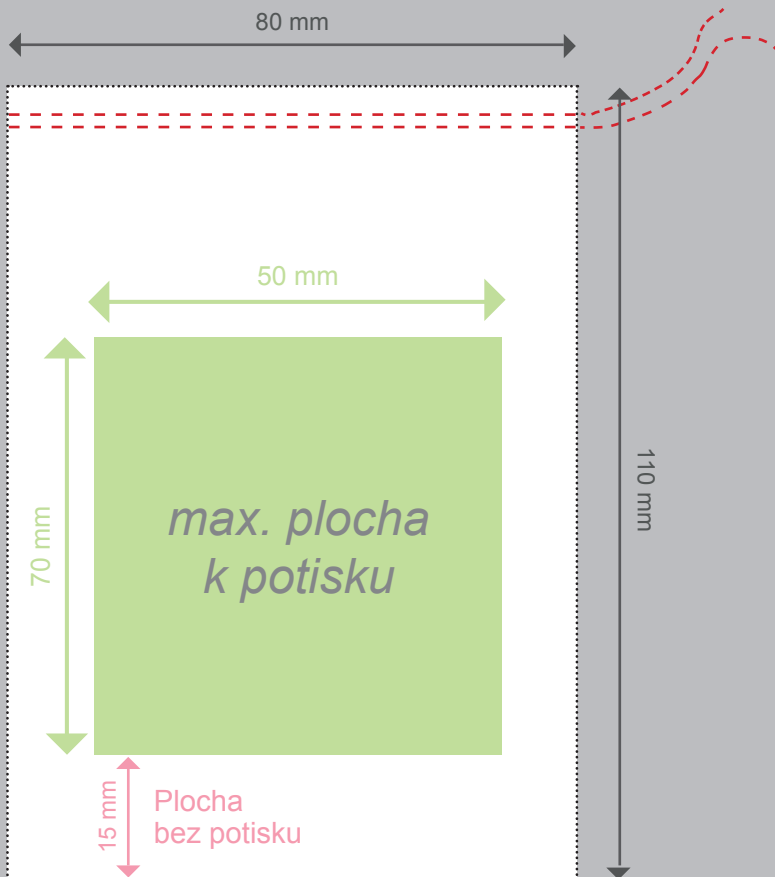 80 mm
50 mm
110 mm
70 mm
max. plocha
k potisku
15 mm
Plocha
bez potisku